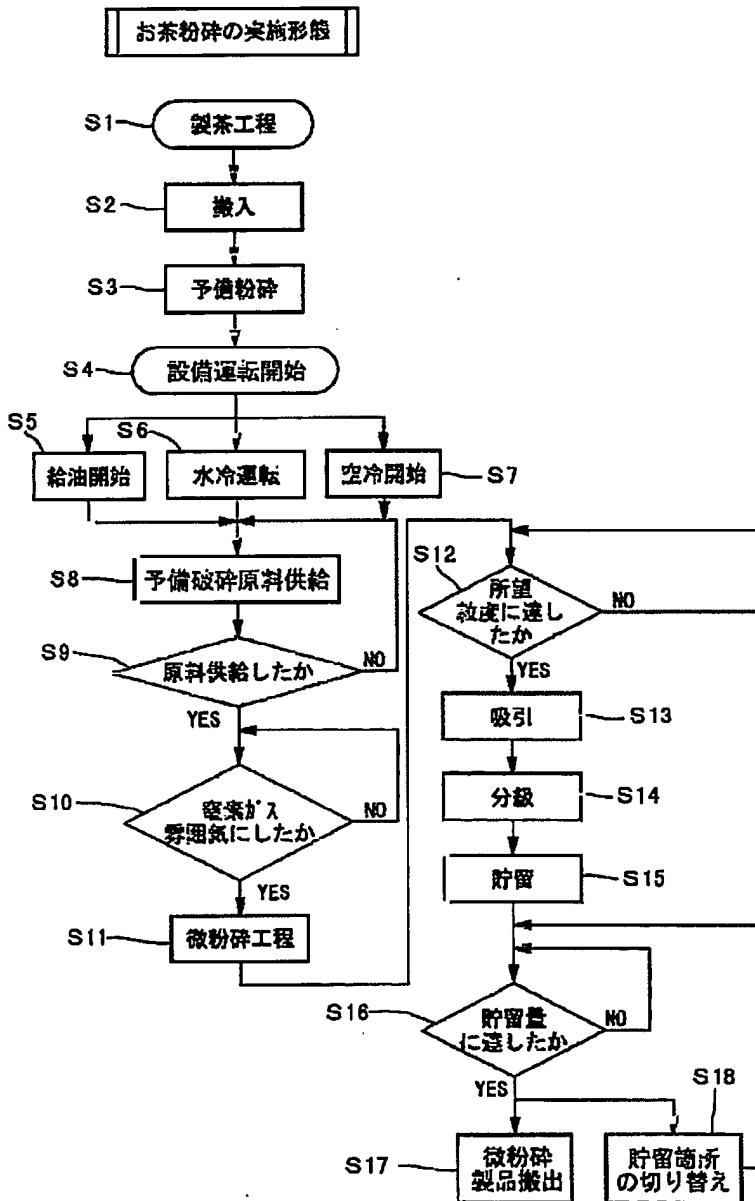 お茶粉砕の実施形態
S1
製茶工程
S2
搬入
S3
予備粉砕
S4
設備運転開始
S5
給油開始
S6
水冷運転
S7
空冷開始
S8
予備破砕原料供給
S9
原料供給したか
NO
YES
S10
窒素ガス
雰囲気にしたか
NO
YES
S11
微粉砕工程
S12
所望
粒度に達し
たか
NO
YES
S13
吸引
S14
分級
S15
貯留
S16
貯留量
に達したか
NO
YES
S17
微粉砕
製品搬出
S18
貯留箇所
の切り替え